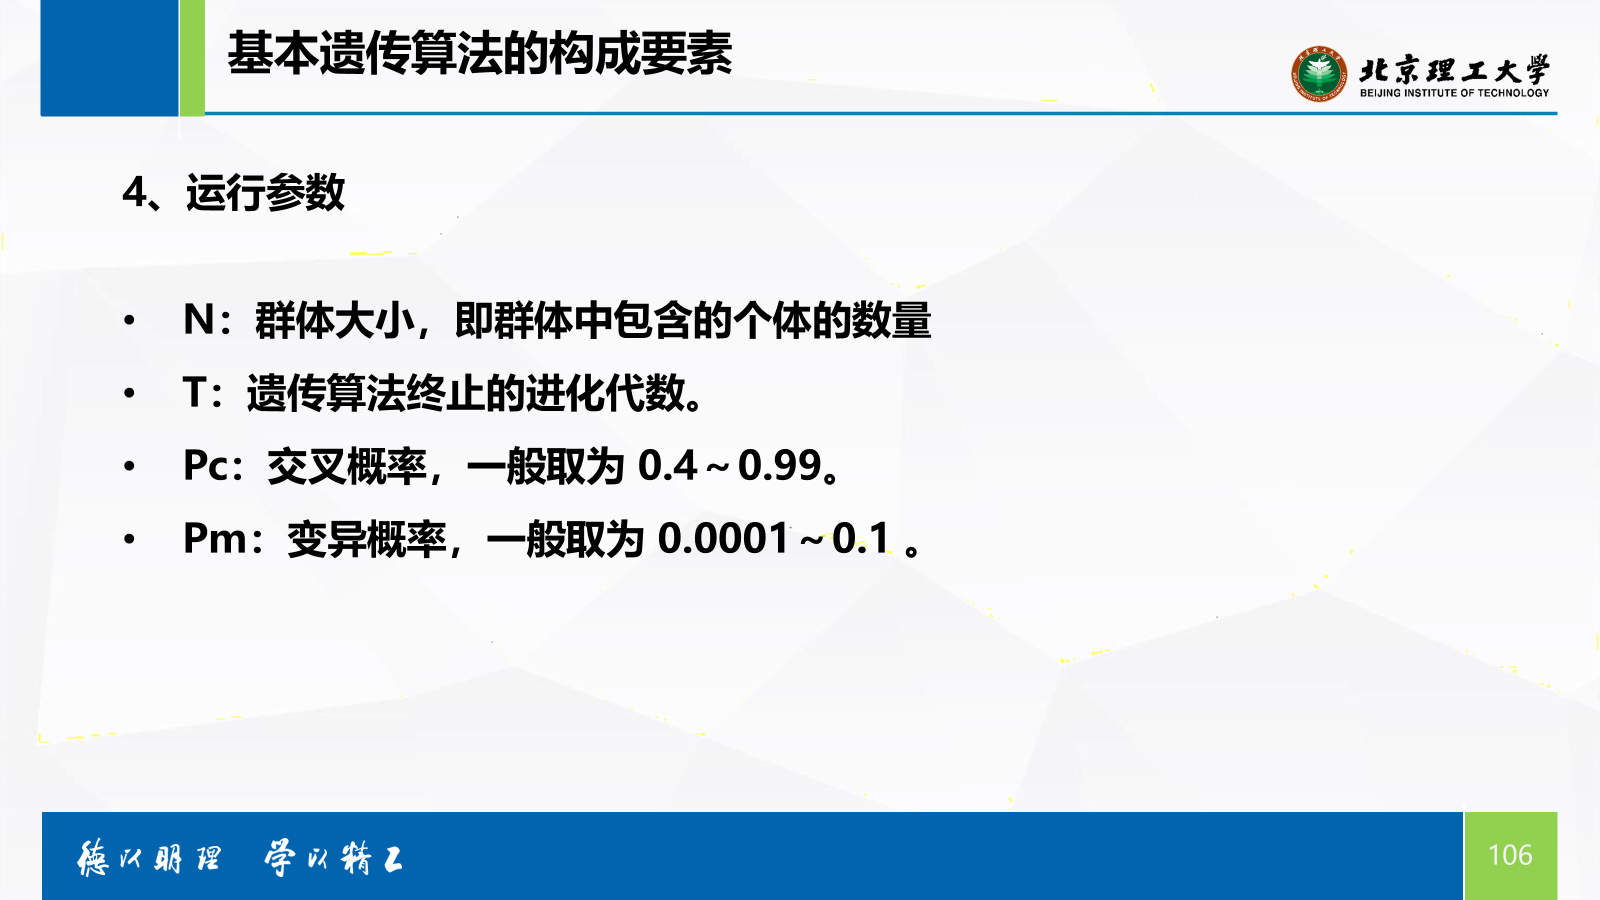 基本遗传算法的构成要素
北京理工大学
BEIJING INSTITUTE OF TECHNOLOGY
4、运行参数
• N：群体大小，即群体中包含的个体的数量
• T：遗传算法终止的进化代数。
• Pc：交叉概率，一般取为 0.4～0.99。
• Pm：变异概率，一般取为 0.0001～0.1 。
德以明理 学以精工
106